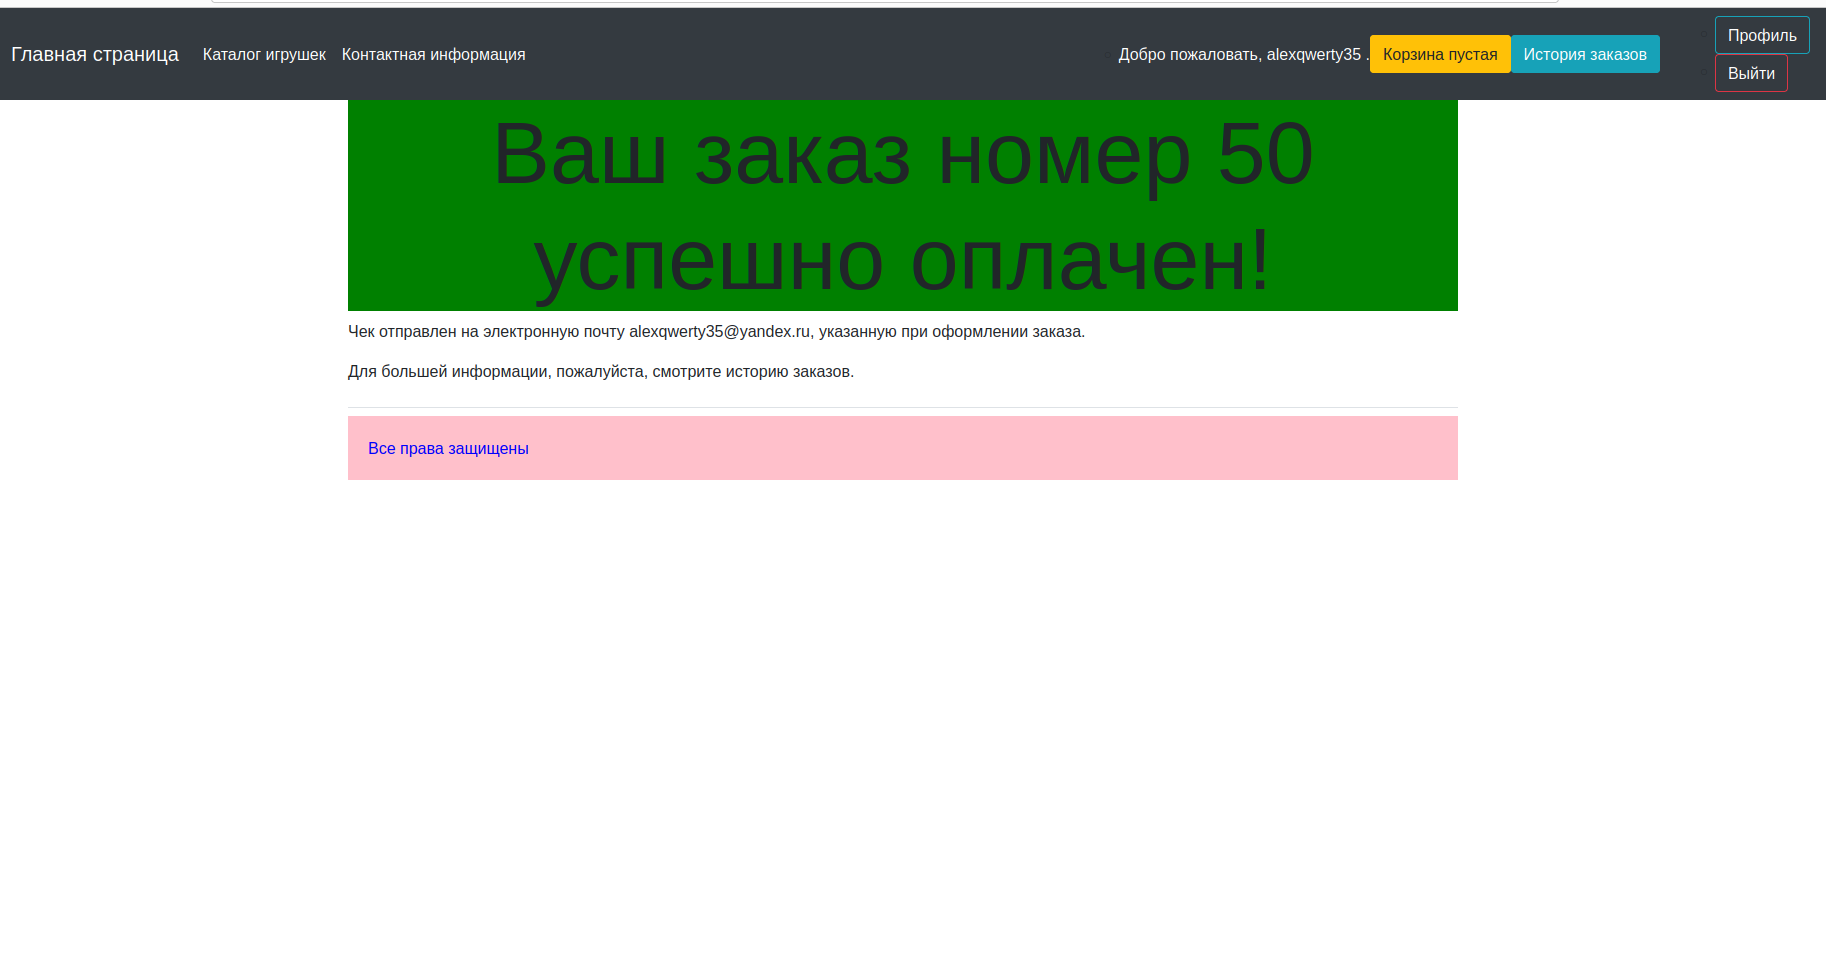 Главная страница Каталог игрушек Контактная информация Добро пожаловать, alexqwerty35 . Корзина пустая История заказов Профиль
Выйти
Ваш заказ номер 50
успешно оплачен!
Чек отправлен на электронную почту alexqwerty35@yandex.ru, указанную при оформлении заказа.
Для большей информации, пожалуйста, смотрите историю заказов.
Все права защищены